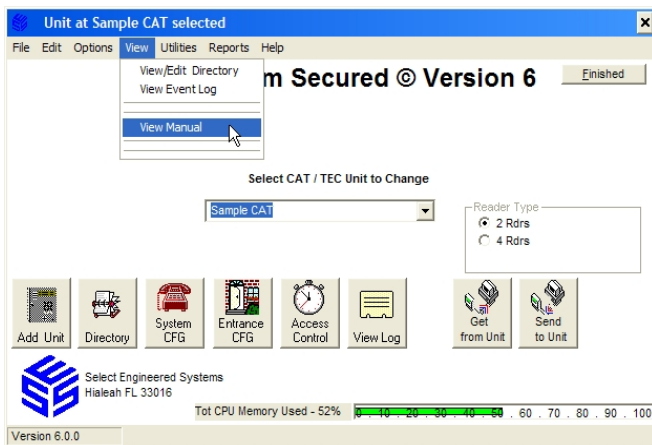 Unit at Sample CAT selected
File Edit Options View Utilities Reports Help
View/Edit Directory
View Event Log
View Manual
m Secured © Version 6
Finished
Select CAT / TEC Unit to Change
Sample CAT
Reader Type
2 Rdrs
4 Rdrs
Add Unit
Directory
System
CFG
Entrance
CFG
Access
Control
View Log
Get
from Unit
Send
to Unit
ESS
Select Engineered Systems
Hialeah FL 33016
Tot CPU Memory Used - 52%
0 . 10 . 20 . 30 . 40 . 50 . 60 . 70 . 80 . 90 . 100
Version 6.0.0